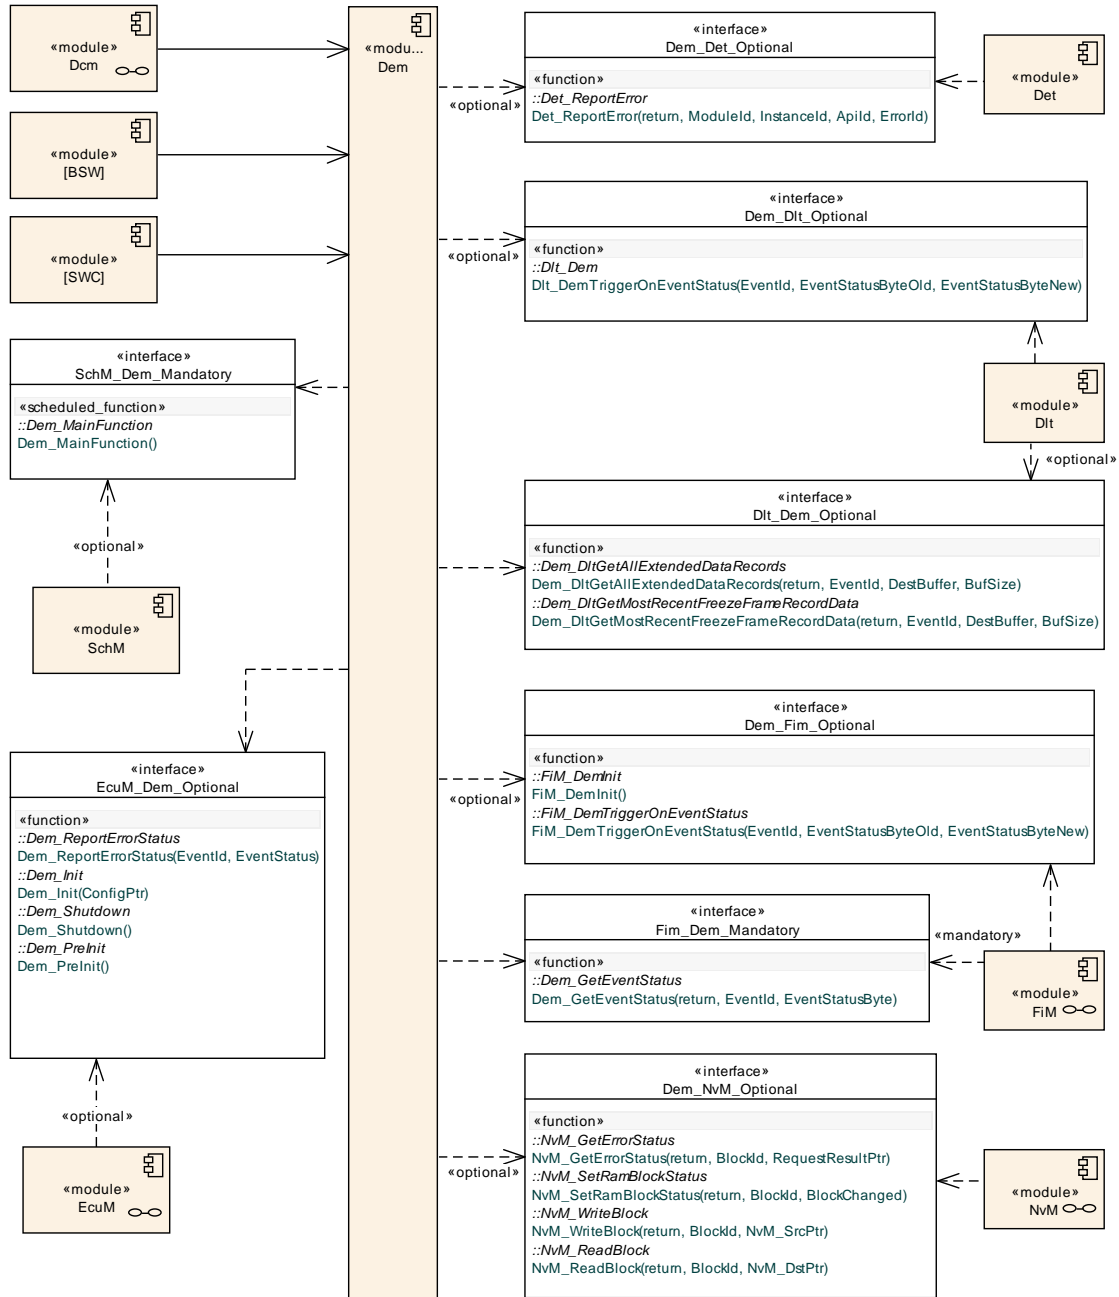 «module»
Dcm
«module»
[BSW]
«module»
[SWC]
«interface»
SchM_Dem_Mandatory
«scheduled_function»
::Dem_MainFunction
Dem_MainFunction()
«optional»
«module»
SchM
«interface»
EcuM_Dem_Optional
«function»
::Dem_ReportErrorStatus
Dem_ReportErrorStatus(EventId, EventStatus)
::Dem_Init
Dem_Init(ConfigPtr)
::Dem_Shutdown
Dem_Shutdown()
::Dem_PreInit
Dem_PreInit()
«optional»
«module»
EcuM
«modu...
Dem
«optional»
«interface»
Dem_Det_Optional
«function»
::Det_ReportError
Det_ReportError(return, ModuleId, InstanceId, ApiId, ErrorId)
«module»
Det
«optional»
«interface»
Dem_Dlt_Optional
«function»
::Dlt_Dem
Dlt_DemTriggerOnEventStatus(EventId, EventStatusByteOld, EventStatusByteNew)
«module»
Dlt
«optional»
«interface»
Dlt_Dem_Optional
«function»
::Dem_DltGetAllExtendedDataRecords
Dem_DltGetAllExtendedDataRecords(return, EventId, DestBuffer, BufSize)
::Dem_DltGetMostRecentFreezeFrameRecordData
Dem_DltGetMostRecentFreezeFrameRecordData(return, EventId, DestBuffer, BufSize)
«optional»
«interface»
Dem_Fim_Optional
«function»
::FiM_DemInit
FiM_DemInit()
::FiM_DemTriggerOnEventStatus
FiM_DemTriggerOnEventStatus(EventId, EventStatusByteOld, EventStatusByteNew)
«interface»
Fim_Dem_Mandatory
«function»
::Dem_GetEventStatus
Dem_GetEventStatus(return, EventId, EventStatusByte)
«mandatory»
«module»
FiM
«optional»
«interface»
Dem_NvM_Optional
«function»
::NvM_GetErrorStatus
NvM_GetErrorStatus(return, BlockId, RequestResultPtr)
::NvM_SetRamBlockStatus
NvM_SetRamBlockStatus(return, BlockId, BlockChanged)
::NvM_WriteBlock
NvM_WriteBlock(return, BlockId, NvM_SrcPtr)
::NvM_ReadBlock
NvM_ReadBlock(return, BlockId, NvM_DstPtr)
«module»
NvM